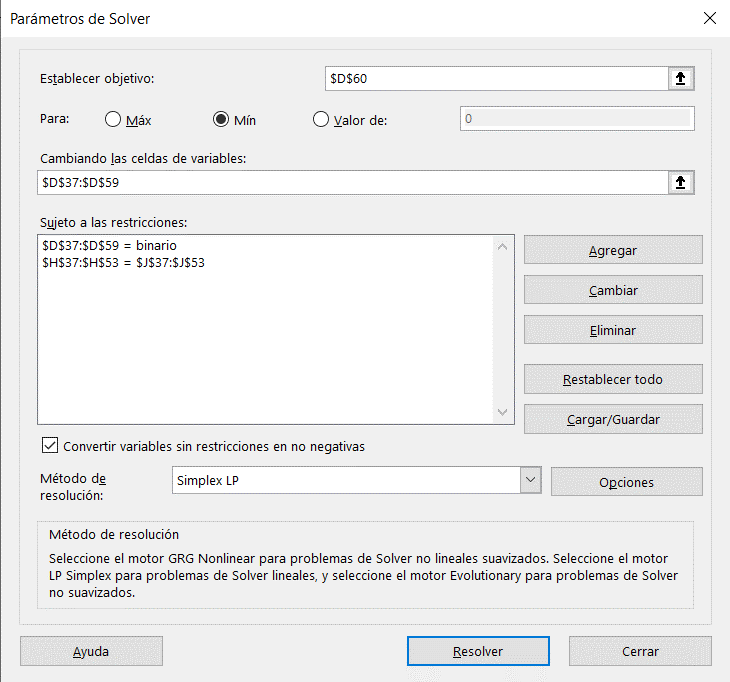 Parámetros de Solver
Establecer objetivo:
$D$60
Para:
Máx
Mín
Valor de:
0
Cambiando las celdas de variables:
$D$37:$D$59
Sujeto a las restricciones:
$D$37:$D$59 = binario
$H$37:$H$53 = $J$37:$J$53
Agregar
Cambiar
Eliminar
Restablecer todo
Cargar/Guardar
Convertir variables sin restricciones en no negativas
Método de
resolución:
Simplex LP
Opciones
Método de resolución
Seleccione el motor GRG Nonlinear para problemas de Solver no lineales suavizados. Seleccione el motor
LP Simplex para problemas de Solver lineales, y seleccione el motor Evolutionary para problemas de Solver
no suavizados.
Ayuda
Resolver
Cerrar